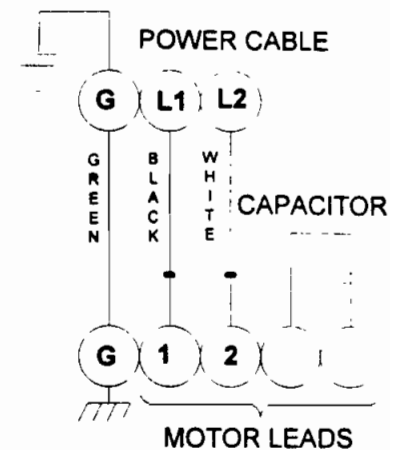 POWER CABLE
G L1 L2
GREEN BLACK WHITE
CAPACITOR
G 1 2
MOTOR LEADS